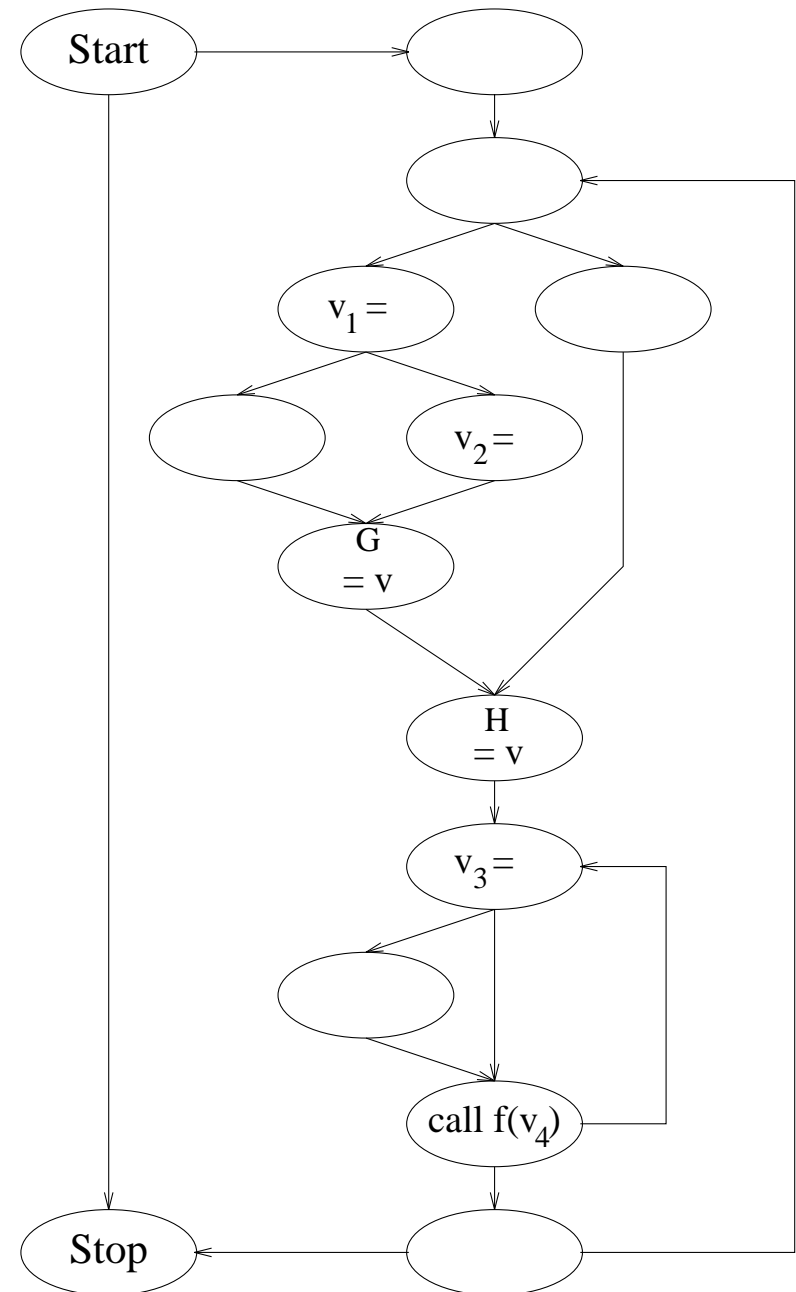 Start
v₁=
v₂=
G
= v
H
= v
v₃=
call f(v₄)
Stop